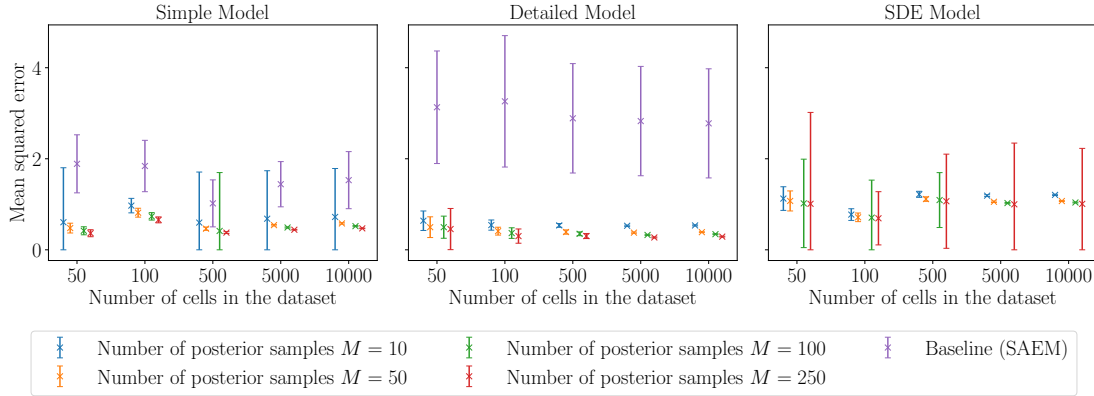 Simple Model
Detailed Model
SDE Model
Mean squared error
4
2
0
50 100 500 5000 10000
50 100 500 5000 10000
50 100 500 5000 10000
Number of cells in the dataset
Number of cells in the dataset
Number of cells in the dataset
Number of posterior samples M = 10
Number of posterior samples M = 50
Number of posterior samples M = 100
Number of posterior samples M = 250
Baseline (SAEM)